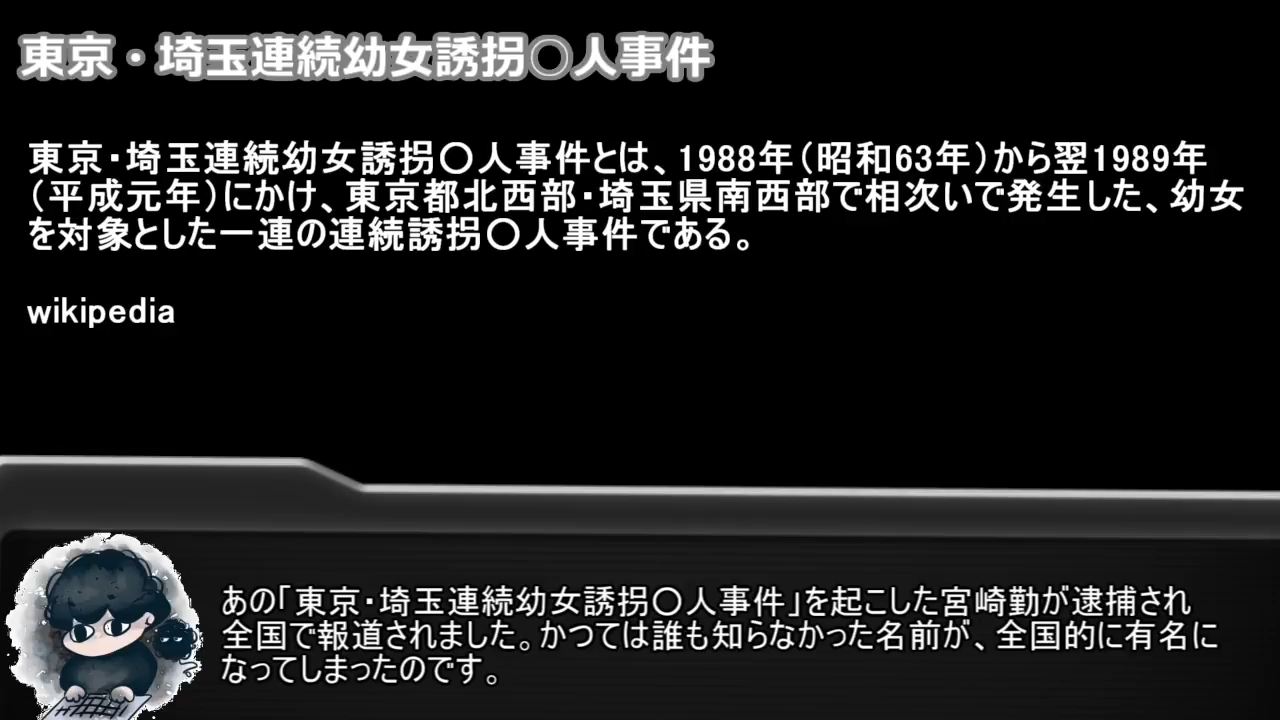 東京・埼玉連続幼女誘拐○人事件
東京・埼玉連続幼女誘拐〇人事件とは、1988年（昭和63年）から翌1989年
（平成元年）にかけ、東京都北西部・埼玉県南西部で相次いで発生した、幼女
を対象とした一連の連続誘拐〇人事件である。
wikipedia
あの「東京・埼玉連続幼女誘拐〇人事件」を起こした宮崎勤が逮捕され
全国で報道されました。かつては誰も知らなかった名前が、全国的に有名に
なってしまったのです。